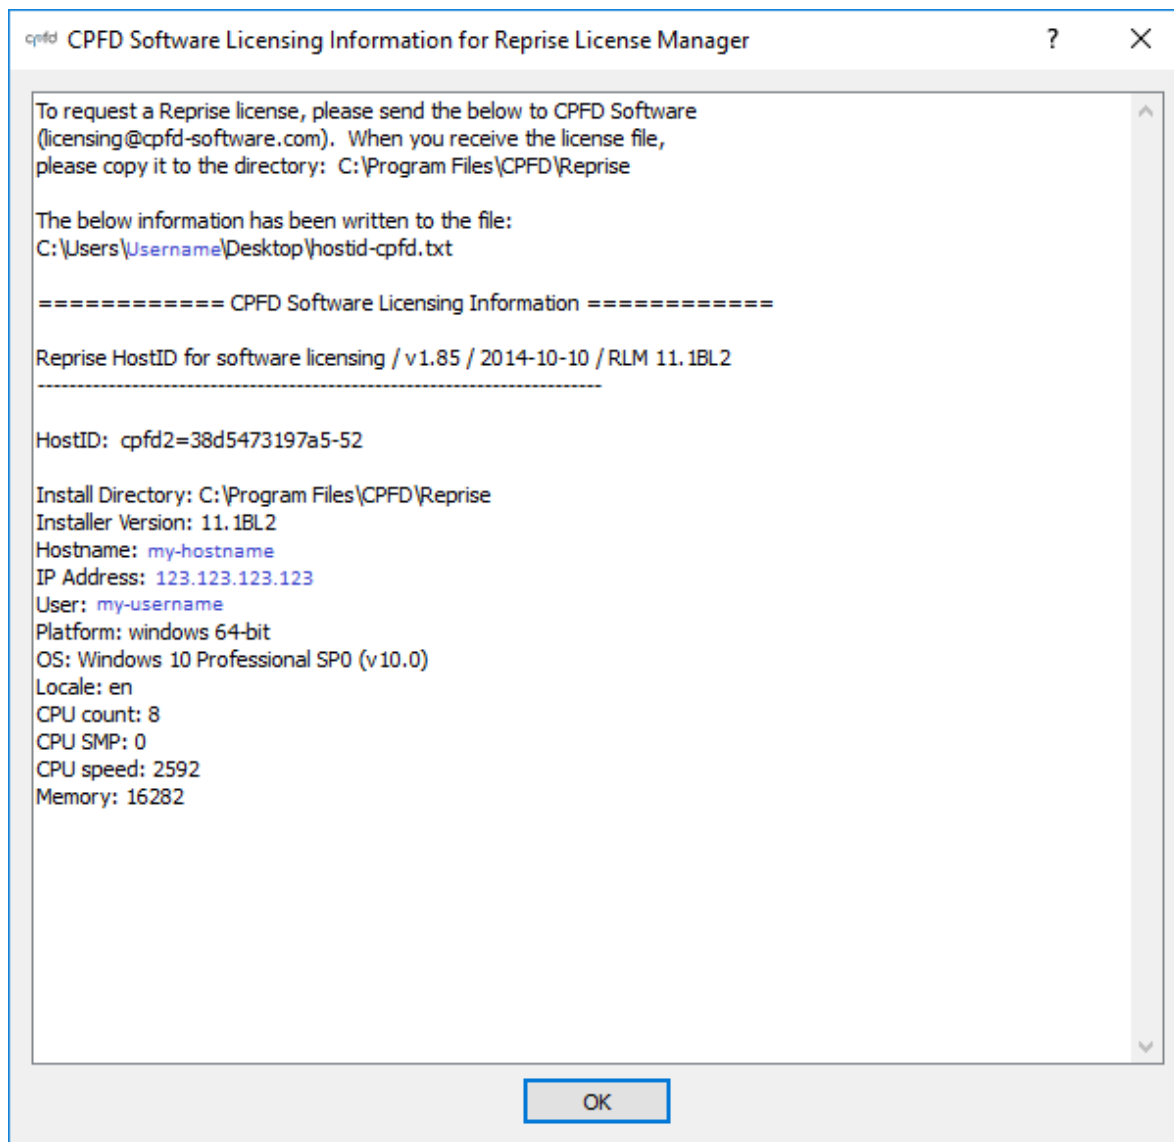 cpfd CPFD Software Licensing Information for Reprise License Manager ?
To request a Reprise license, please send the below to CPFD Software
(licensing@cpfd-software.com). When you receive the license file,
please copy it to the directory: C:\Program Files\CPFD\Reprise
The below information has been written to the file:
C:\Users\Username\Desktop\hostid-cpfd.txt
============ CPFD Software Licensing Information ============
Reprise HostID for software licensing / v1.85 / 2014-10-10 / RLM 11.1BL2
------------------------------------------------------------------------
HostID: cpfd2=38d5473197a5-52
Install Directory: C:\Program Files\CPFD\Reprise
Installer Version: 11.1BL2
Hostname: my-hostname
IP Address: 123.123.123.123
User: my-username
Platform: windows 64-bit
OS: Windows 10 Professional SP0 (v10.0)
Locale: en
CPU count: 8
CPU SMP: 0
CPU speed: 2592
Memory: 16282
OK